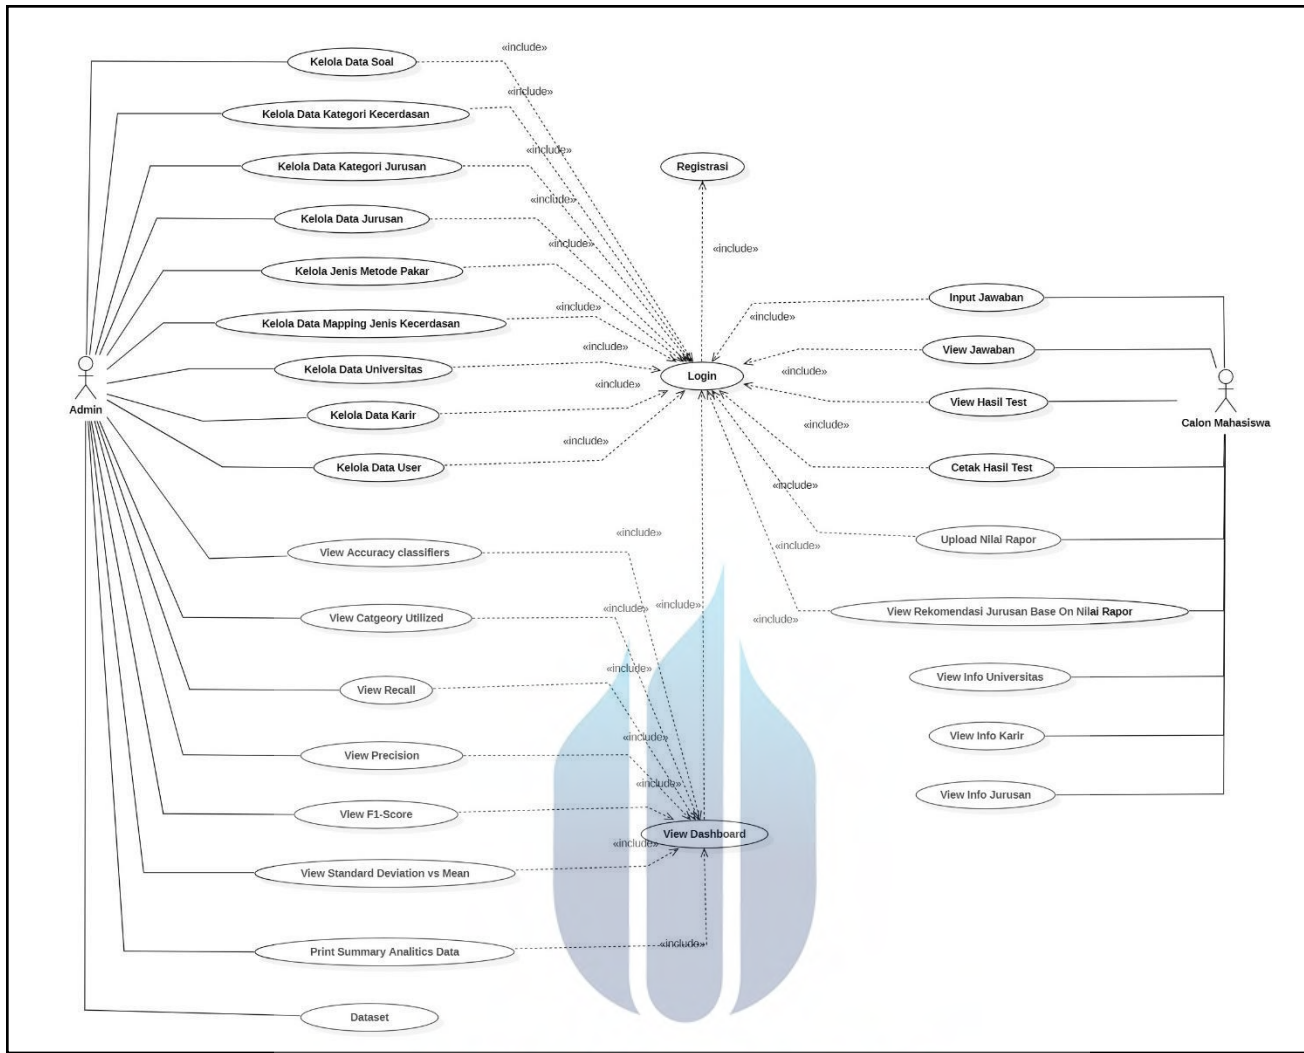 «include»
Kelola Data Soal
Kelola Data Kategori Kecerdasan
«include»
«include»
Kelola Data Kategori Jurusan
Registrasi
«include»
Kelola Data Jurusan
«include»
«include»
Kelola Jenis Metode Pakar
«include»
Input Jawaban
«include»
«include»
Kelola Data Mapping Jenis Kecerdasan
«include»
View Jawaban
Kelola Data Universitas
Login
«include»
«include»
Admin
Kelola Data Karir
View Hasil Test
Calon Mahasiswa
«include»
«include»
Kelola Data User
Cetak Hasil Test
«include»
«include»
View Accuracy classifiers
Upload Nilai Rapor
«include»
«include»
«include»
View Catgeory Utilized
View Rekomendasi Jurusan Base On Nilai Rapor
«include»
«include»
View Recall
View Info Universitas
«include»
View Precision
View Info Karir
«include»
View F1-Score
View Info Jurusan
View Dashboard
«include»
View Standard Deviation vs Mean
«include»
Print Summary Analitics Data
Dataset